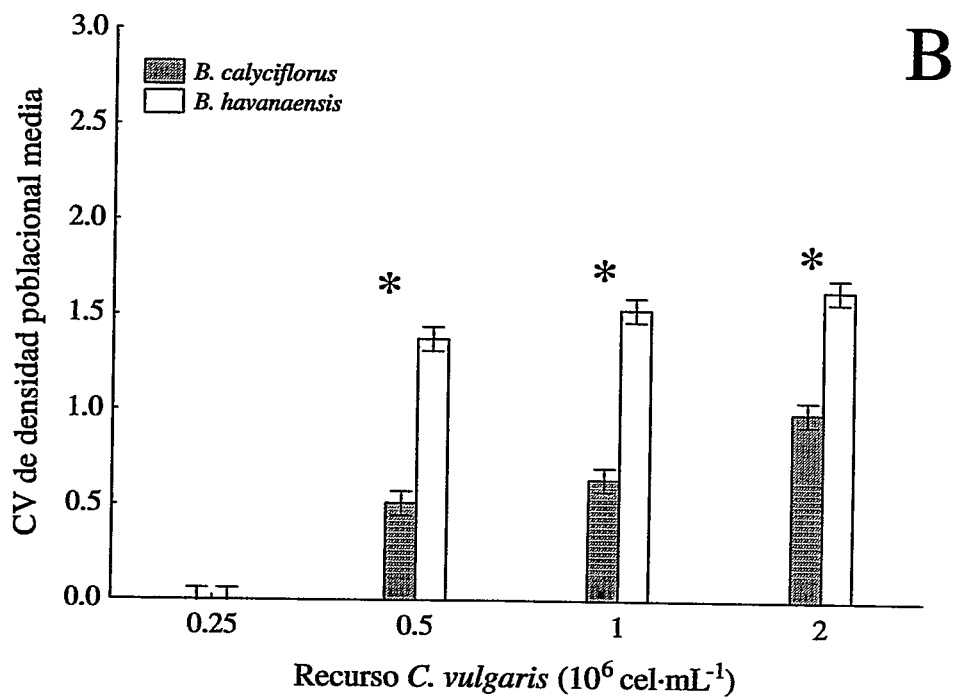 B
B. calyciflorus
B. havanaensis
CV de densidad poblacional media
3.0
2.5
2.0
1.5
1.0
0.5
0.0
* * *
0.25 0.5 1 2
Recurso C. vulgaris (10⁶ cel·mL⁻¹)